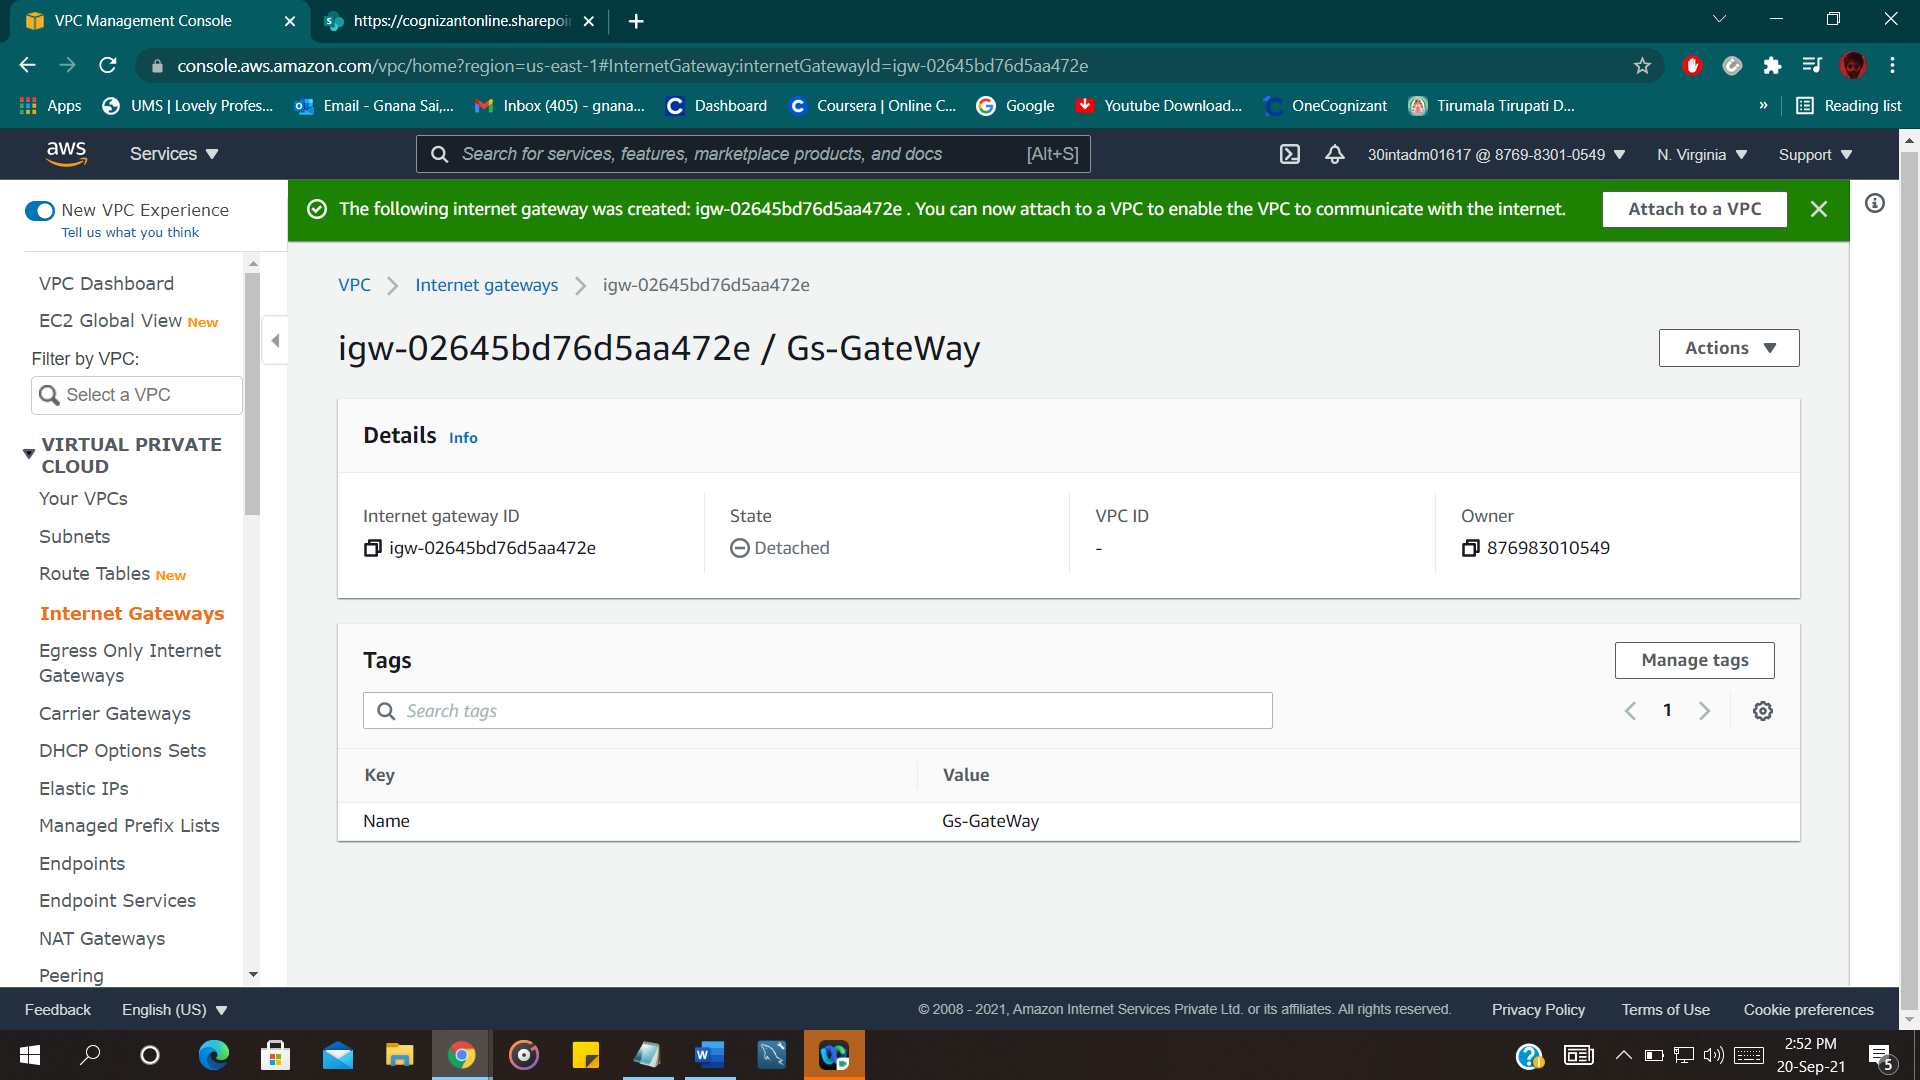 VPC Management Console
https://cognizantonline.sharepoin
console.aws.amazon.com/vpc/home?region=us-east-1#InternetGateway:internetGatewayId=igw-02645bd76d5aa472e
Apps
UMS | Lovely Profes...
Email - Gnana Sai,...
Inbox (405) - gnana...
Dashboard
Coursera | Online C...
Google
Youtube Download...
OneCognizant
Tirumala Tirupati D...
»
Reading list
aws
Services
Search for services, features, marketplace products, and docs
[Alt+S]
30intadm01617 @ 8769-8301-0549
N. Virginia
Support
New VPC Experience
Tell us what you think
The following internet gateway was created: igw-02645bd76d5aa472e . You can now attach to a VPC to enable the VPC to communicate with the internet.
Attach to a VPC
VPC Dashboard
EC2 Global View New
Filter by VPC:
Select a VPC
VIRTUAL PRIVATE
CLOUD
Your VPCs
Subnets
Route Tables New
Internet Gateways
Egress Only Internet
Gateways
Carrier Gateways
DHCP Options Sets
Elastic IPs
Managed Prefix Lists
Endpoints
Endpoint Services
NAT Gateways
Peering
VPC
Internet gateways
igw-02645bd76d5aa472e
igw-02645bd76d5aa472e / Gs-GateWay
Actions
Details Info
Internet gateway ID
igw-02645bd76d5aa472e
State
Detached
VPC ID
-
Owner
876983010549
Tags
Manage tags
Search tags
1
Key
Value
Name
Gs-GateWay
Feedback
English (US)
© 2008 - 2021, Amazon Internet Services Private Ltd. or its affiliates. All rights reserved.
Privacy Policy
Terms of Use
Cookie preferences
2:52 PM
20-Sep-21
5